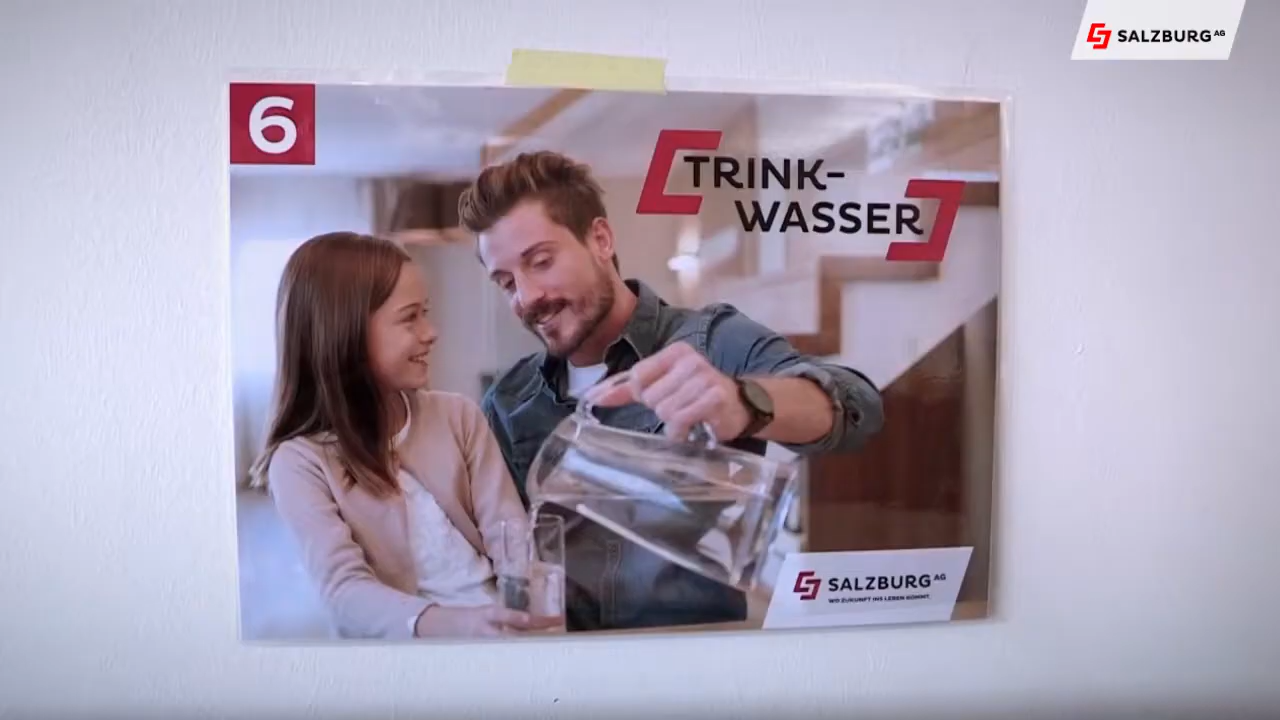 SALZBURG AG
6
TRINK-
WASSER
SALZBURG AG
WO ZUKUNFT INS LEBEN KOMMT.